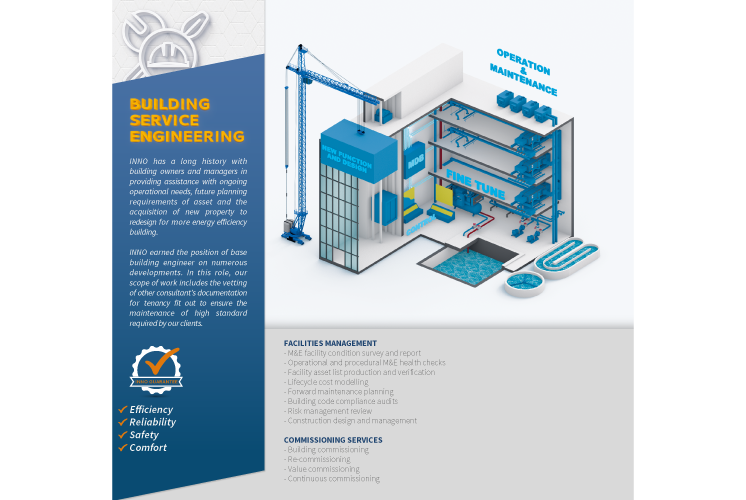 BUILDING
SERVICE
ENGINEERING
INNO has a long history with
building owners and managers in
providing assistance with ongoing
operational needs, future planning
requirements of asset and the
acquisition of new property to
redesign for more energy efficiency
building.
INNO earned the position of base
building engineer on numerous
developments. In this role, our
scope of work includes the vetting
of other consultant's documentation
for tenancy fit out to ensure the
maintenance of high standard
required by our clients.
INNO GUARANTEE
Efficiency
Reliability
Safety
Comfort
OPERATION
&
MAINTENANCE
NEW FUNCTION
AND DESIGN
MDB
FINE TUNE
CONTROL
FACILITIES MANAGEMENT
- M&E facility condition survey and report
- Operational and procedural M&E health checks
- Facility asset list production and verification
- Lifecycle cost modelling
- Forward maintenance planning
- Building code compliance audits
- Risk management review
- Construction design and management
COMMISSIONING SERVICES
- Building commissioning
- Re-commissioning
- Value commissioning
- Continuous commissioning